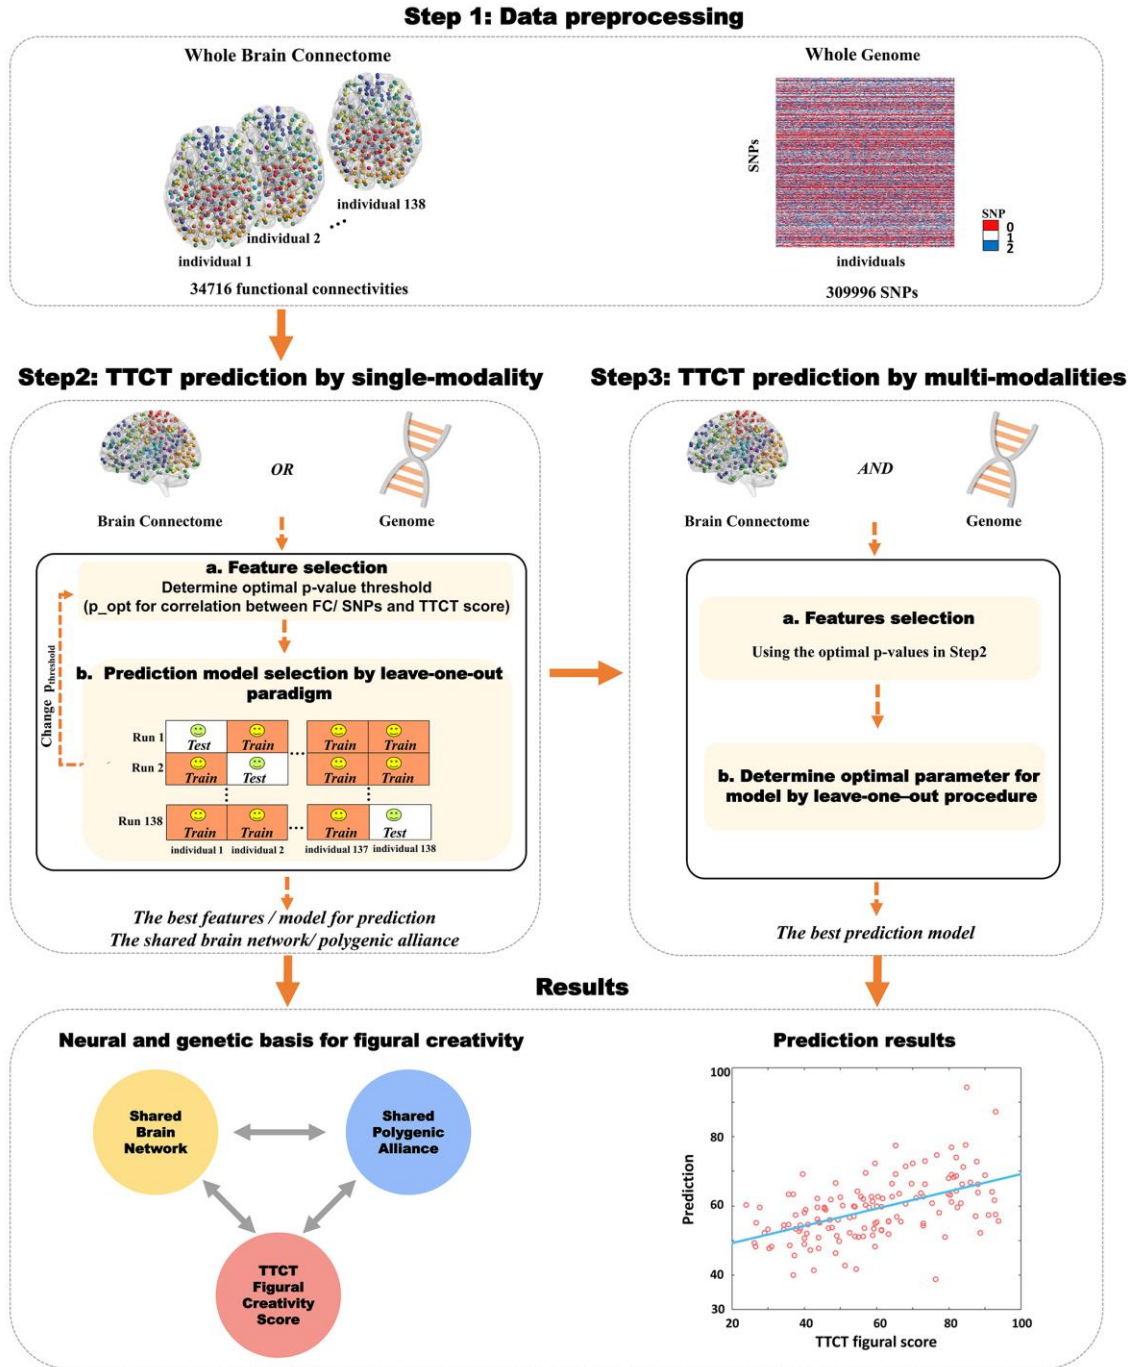 Step 1: Data preprocessing
Whole Brain Connectome
Whole Genome
SNPs
individual 138
individual 2
individual 1
SNP
0
1
2
individuals
34716 functional connectivities
309996 SNPs
Step2: TTCT prediction by single-modality
Step3: TTCT prediction by multi-modalities
OR
Brain Connectome
Genome
AND
Brain Connectome
Genome
a. Feature selection
Determine optimal p-value threshold
(p_opt for correlation between FC/ SNPs and TTCT score)
Change pthreshold
b. Prediction model selection by leave-one-out
paradigm
Run 1
Test Train ... Train Train
Run 2
Train Test Train Train
Run 138
Train Train ... Train Test
individual 1 individual 2 individual 137 individual 138
a. Features selection
Using the optimal p-values in Step2
b. Determine optimal parameter for
model by leave-one–out procedure
The best features / model for prediction
The shared brain network/ polygenic alliance
The best prediction model
Results
Neural and genetic basis for figural creativity
Shared
Brain
Network
Shared
Polygenic
Alliance
TTCT
Figural
Creativity
Score
Prediction results
Prediction
100
80
60
40
30
20 40 60 80 100
TTCT figural score